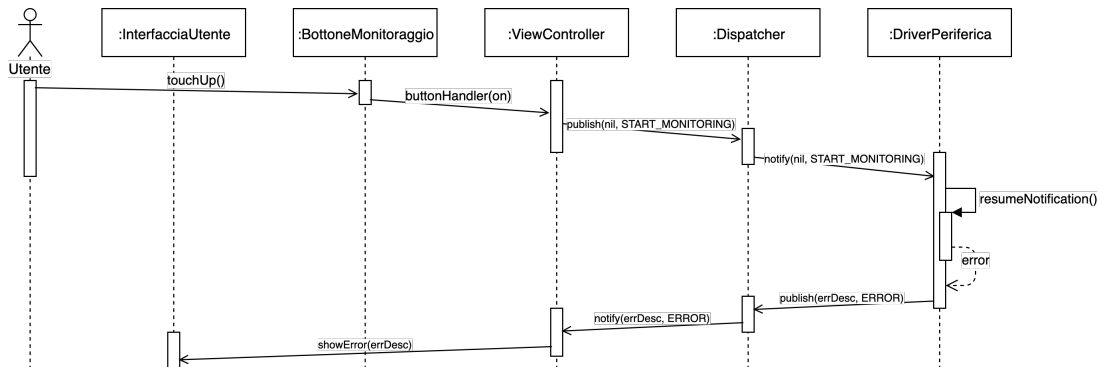 :InterfacciaUtente
:BottoneMonitoraggio
:ViewController
:Dispatcher
:DriverPeriferica
Utente
touchUp()
buttonHandler(on)
publish(nil, START_MONITORING)
notify(nil, START_MONITORING)
resumeNotification()
error
publish(errDesc, ERROR)
notify(errDesc, ERROR)
showError(errDesc)